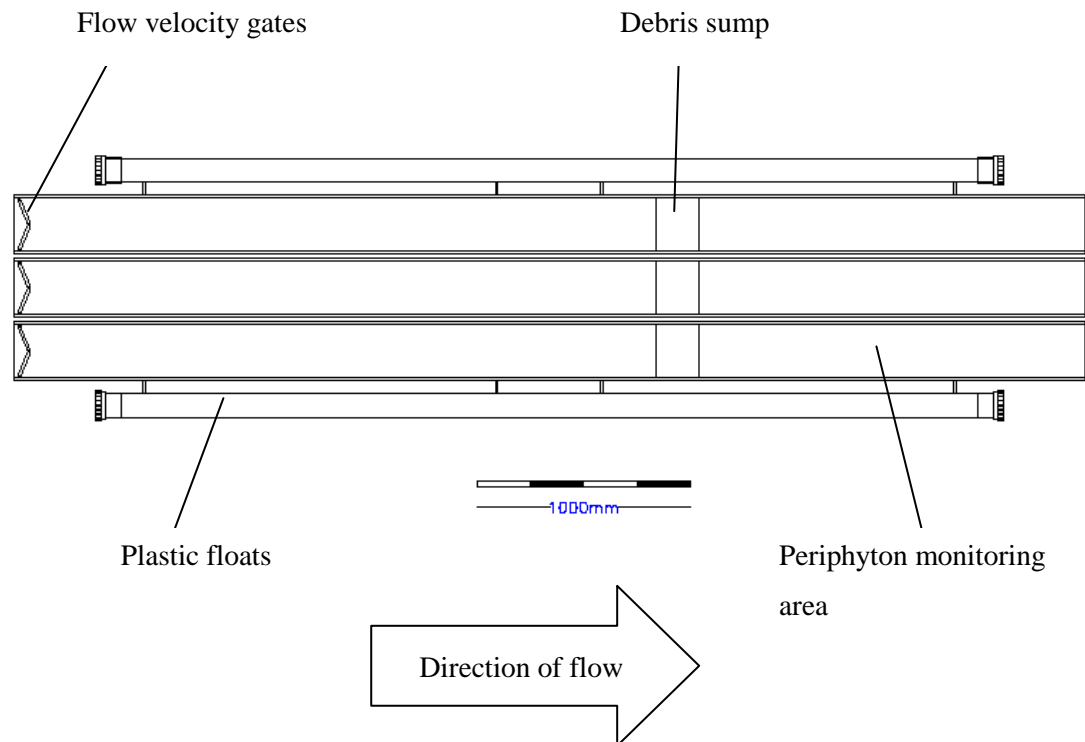 Flow velocity gates
Debris sump
1000mm
Plastic floats
Periphyton monitoring
area
Direction of flow